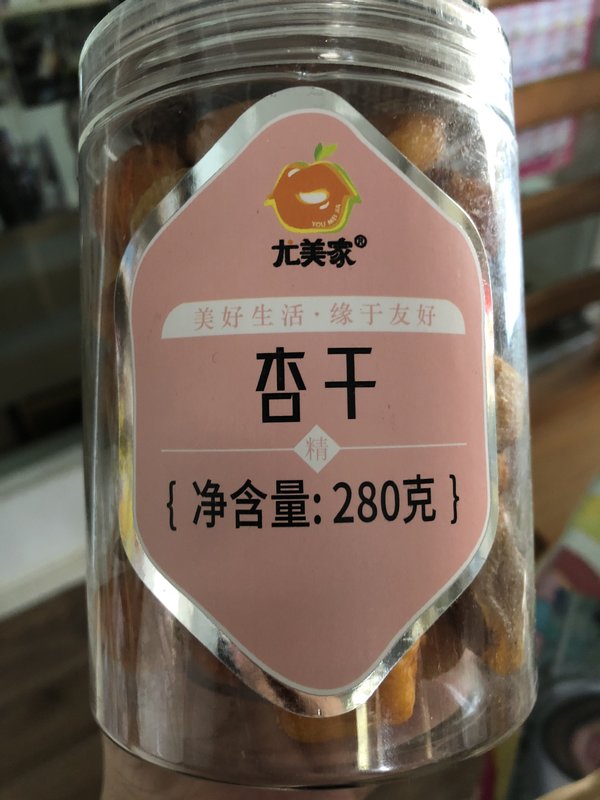 YOU MEI JIA
尤美家®
美好生活·缘于友好
杏干
精
{ 净含量: 280克 }